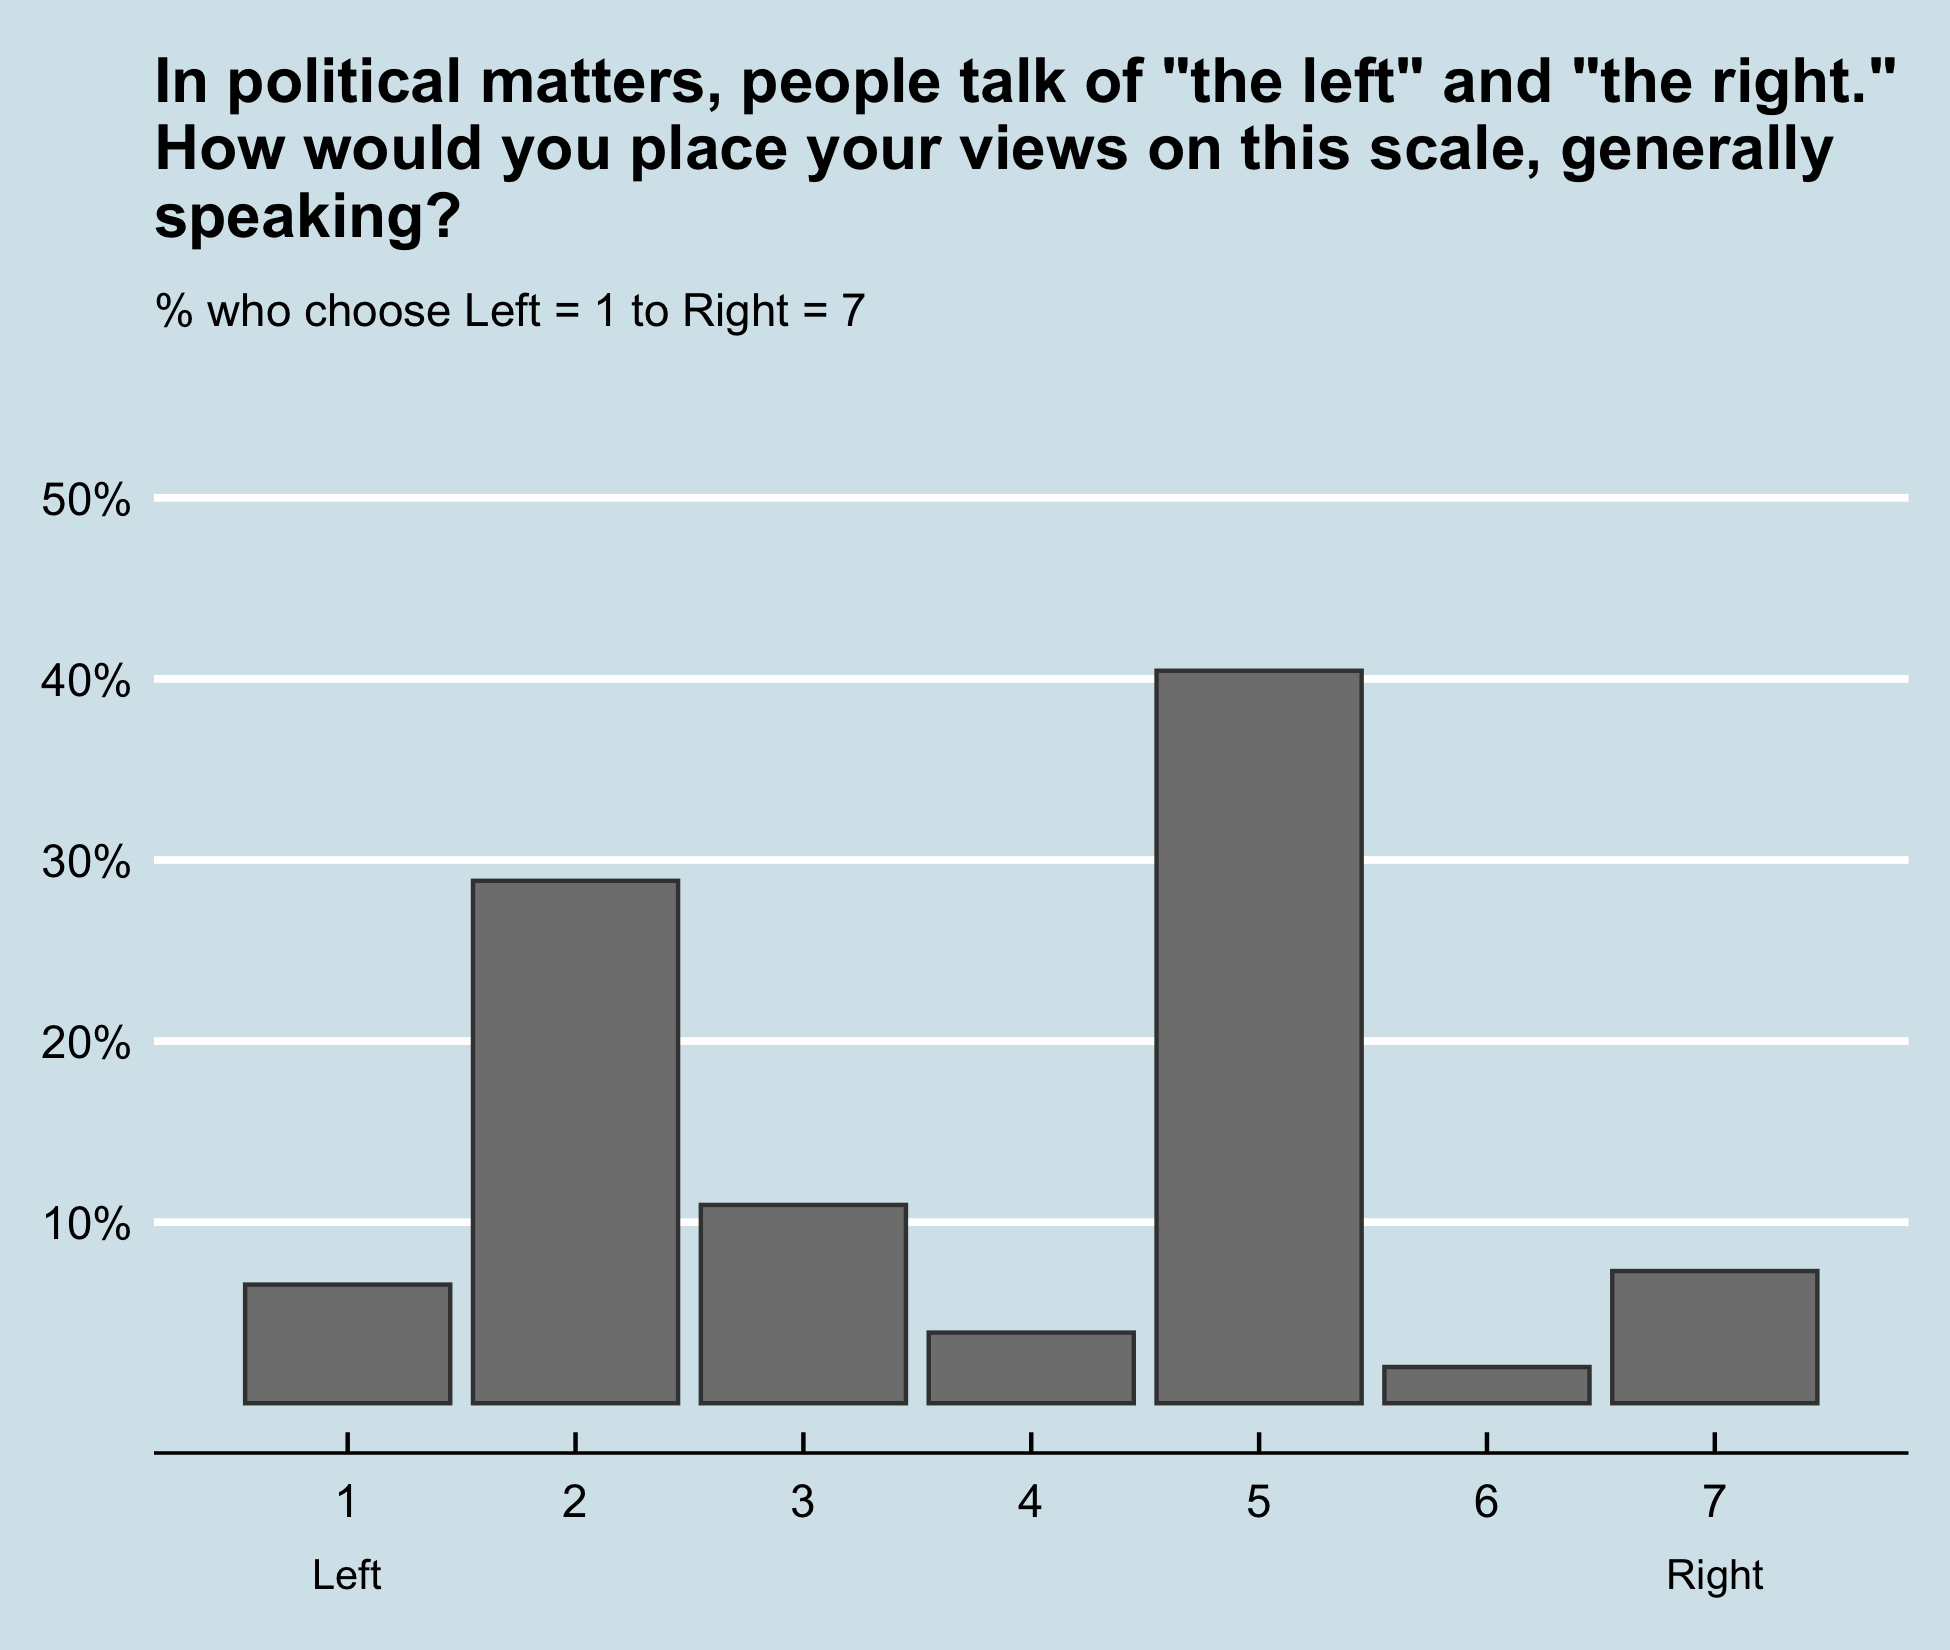 In political matters, people talk of "the left" and "the right."
How would you place your views on this scale, generally
speaking?
% who choose Left = 1 to Right = 7
50%
40%
30%
20%
10%
1 2 3 4 5 6 7
Left Right